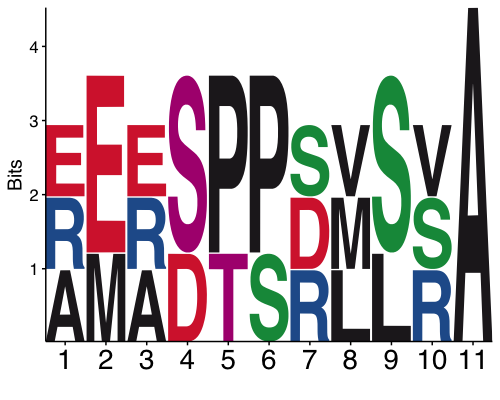 4
3
2
1
Bits
E E E S P P S V S V A
R R D M S
A M A D T S R L L R
1 2 3 4 5 6 7 8 9 10 11